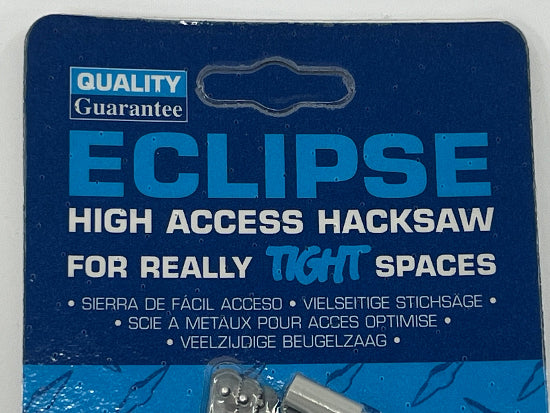 QUALITY
Guarantee
ECLIPSE
HIGH ACCESS HACKSAW
FOR REALLY TIGHT SPACES
• SIERRA DE FÁCIL ACCESO • VIELSEITIGE STICHSÄGE •
• SCIE A METAUX POUR ACCES OPTIMISE •
• VEELZIJDIGE BEUGELZAAG •